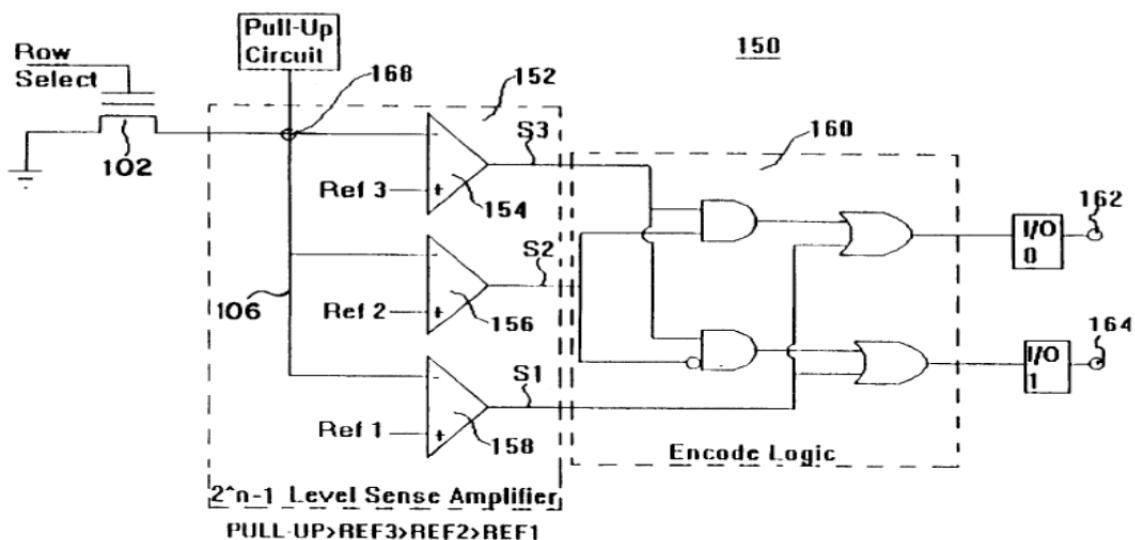 Pull-Up
Circuit
150
Row
Select
168
152
160
102
S3
Ref 3
154
162
I/O
0
S2
106
Ref 2
156
164
I/O
1
S1
Ref 1
158
Encode Logic
2^n-1 Level Sense Amplifier
PULL-UP>REF3>REF2>REF1